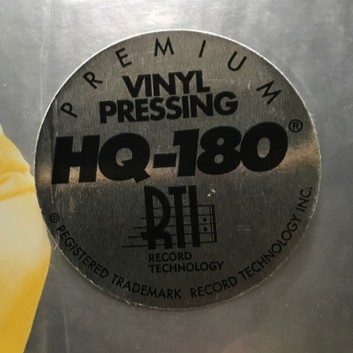 PREMIUM
VINYL
PRESSING
HQ-180®
RTI
RECORD
TECHNOLOGY
© REGISTERED TRADEMARK RECORD TECHNOLOGY INC.